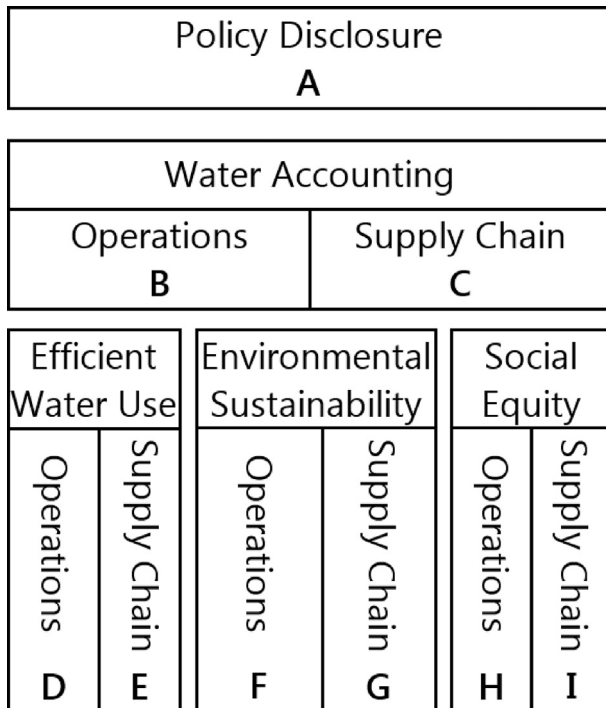 Policy Disclosure
A
Water Accounting
Operations
B
Supply Chain
C
Efficient
Water Use
Operations
D
Supply Chain
E
Environmental
Sustainability
Operations
F
Supply Chain
G
Social
Equity
Operations
H
Supply Chain
I